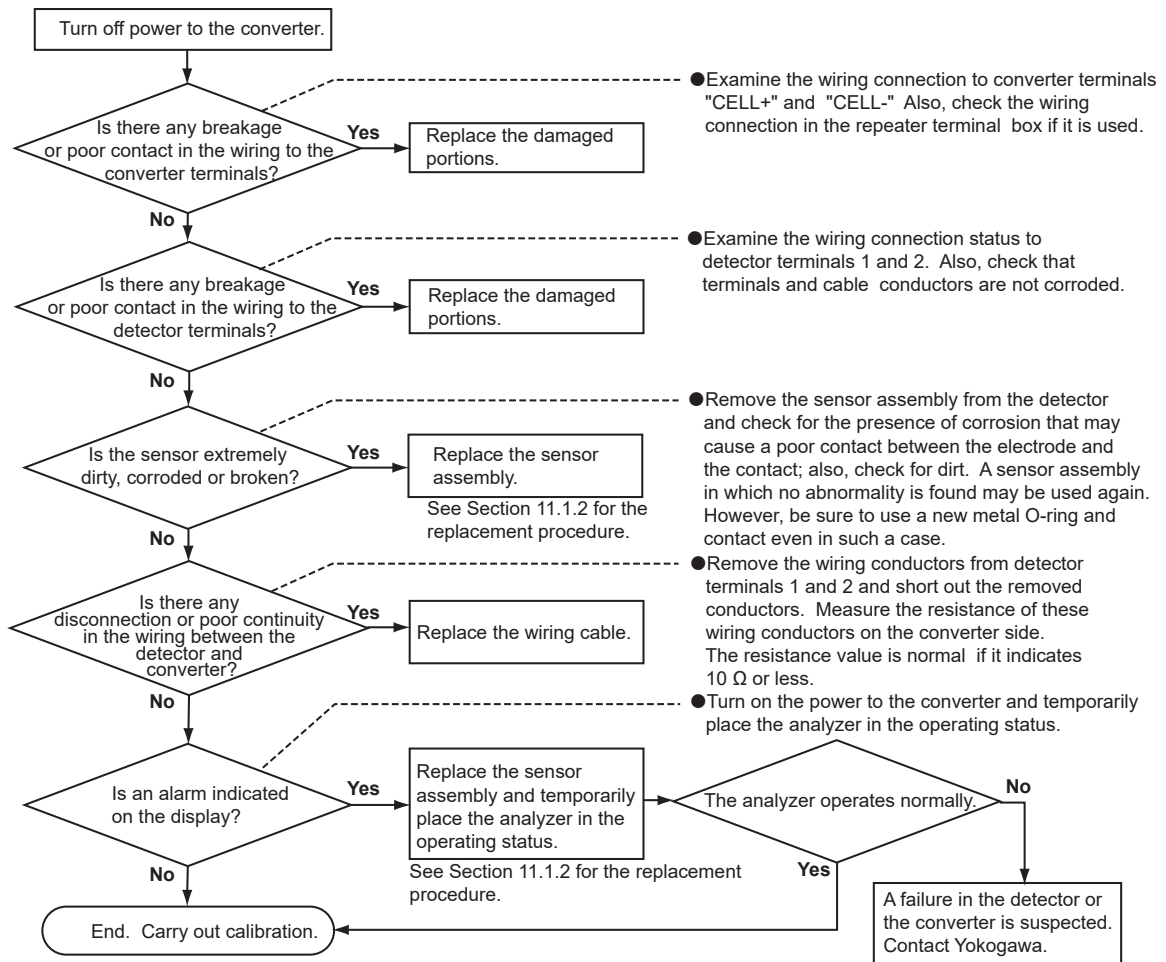 Turn off power to the converter.
●Examine the wiring connection to converter terminals
"CELL+" and "CELL-" Also, check the wiring
connection in the repeater terminal box if it is used.
Is there any breakage
or poor contact in the wiring to the
converter terminals?
Yes
Replace the damaged
portions.
No
●Examine the wiring connection status to
detector terminals 1 and 2. Also, check that
terminals and cable conductors are not corroded.
Is there any breakage
or poor contact in the wiring to the
detector terminals?
Yes
Replace the damaged
portions.
No
●Remove the sensor assembly from the detector
and check for the presence of corrosion that may
cause a poor contact between the electrode and
the contact; also, check for dirt. A sensor assembly
in which no abnormality is found may be used again.
However, be sure to use a new metal O-ring and
contact even in such a case.
Is the sensor extremely
dirty, corroded or broken?
Yes
Replace the sensor
assembly.
See Section 11.1.2 for the
replacement procedure.
No
●Remove the wiring conductors from detector
terminals 1 and 2 and short out the removed
conductors. Measure the resistance of these
wiring conductors on the converter side.
The resistance value is normal if it indicates
10 Ω or less.
Is there any
disconnection or poor continuity
in the wiring between the
detector and
converter?
Yes
Replace the wiring cable.
No
●Turn on the power to the converter and temporarily
place the analyzer in the operating status.
Is an alarm indicated
on the display?
Yes
Replace the sensor
assembly and temporarily
place the analyzer in the
operating status.
See Section 11.1.2 for the replacement
procedure.
The analyzer operates normally.
No
Yes
No
A failure in the detector or
the converter is suspected.
Contact Yokogawa.
End. Carry out calibration.